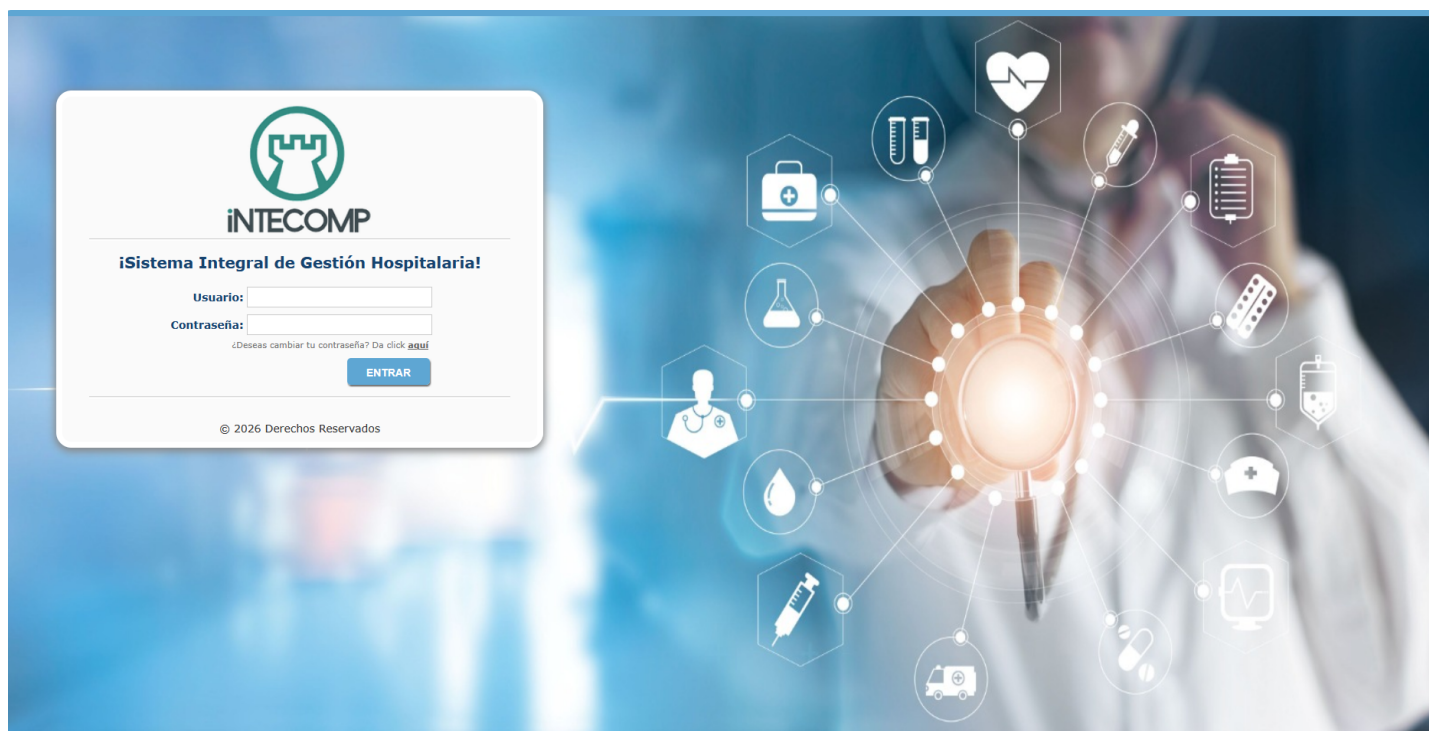 iNTECOMP
¡Sistema Integral de Gestión Hospitalaria!
Usuario:
Contraseña:
¿Deseas cambiar tu contraseña? Da click aquí
ENTRAR
© 2026 Derechos Reservados